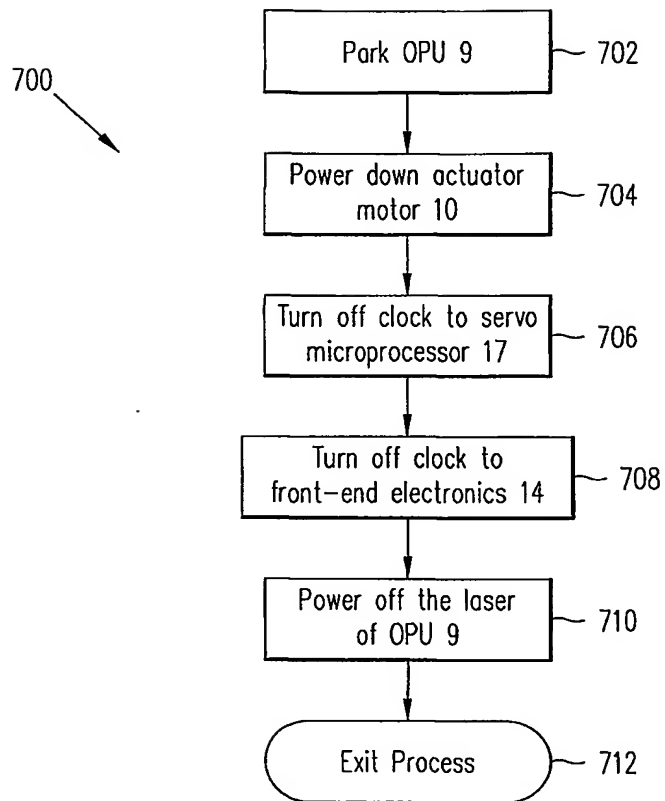 700
Park OPU 9
702
Power down actuator
motor 10
704
Turn off clock to servo
microprocessor 17
706
Turn off clock to
front-end electronics 14
708
Power off the laser
of OPU 9
710
Exit Process
712